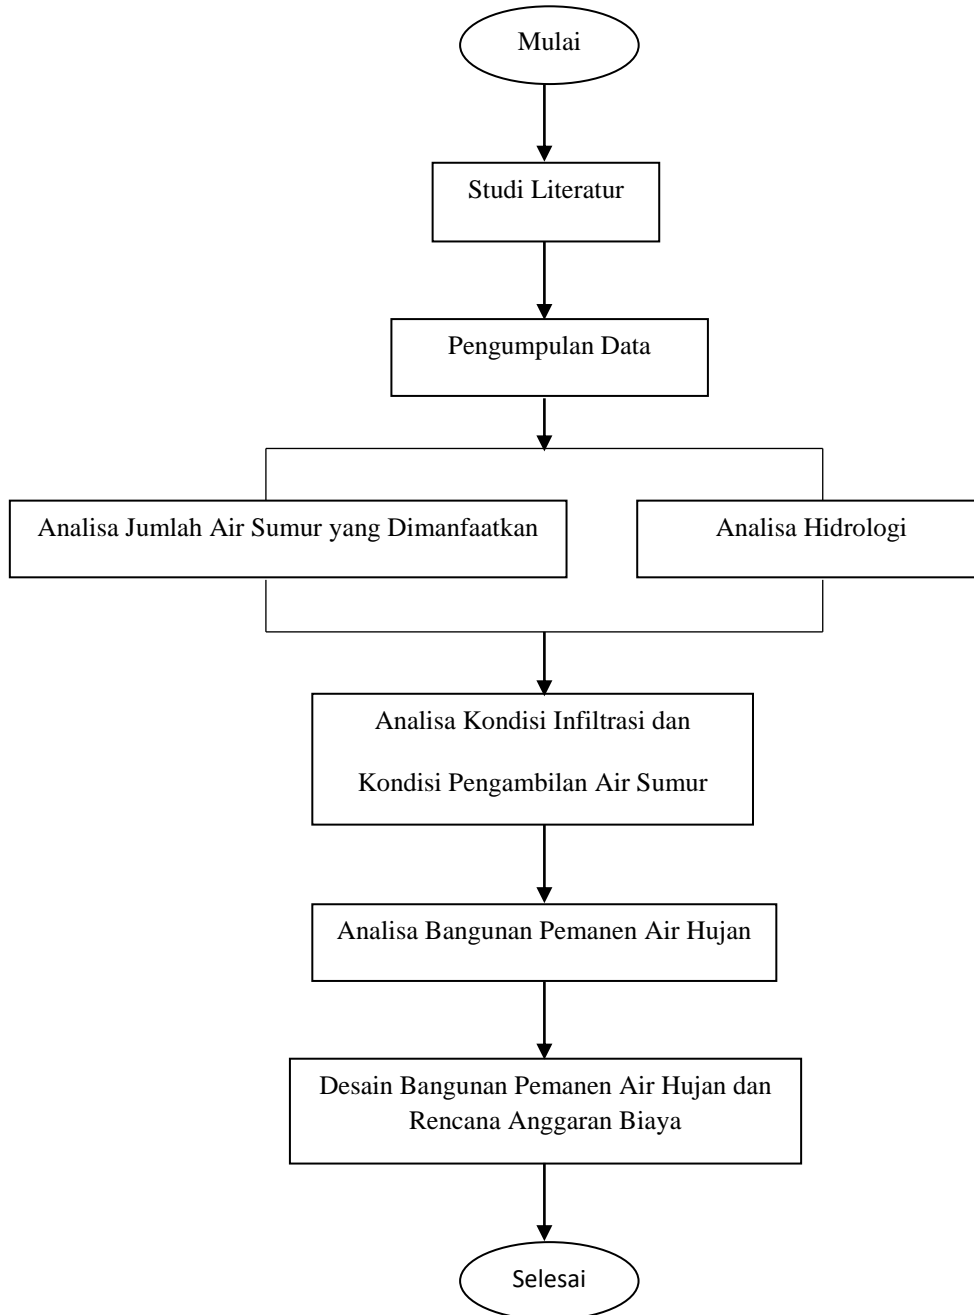 Mulai
Studi Literatur
Pengumpulan Data
Analisa Jumlah Air Sumur yang Dimanfaatkan
Analisa Hidrologi
Analisa Kondisi Infiltrasi dan
Kondisi Pengambilan Air Sumur
Analisa Bangunan Pemanen Air Hujan
Desain Bangunan Pemanen Air Hujan dan
Rencana Anggaran Biaya
Selesai